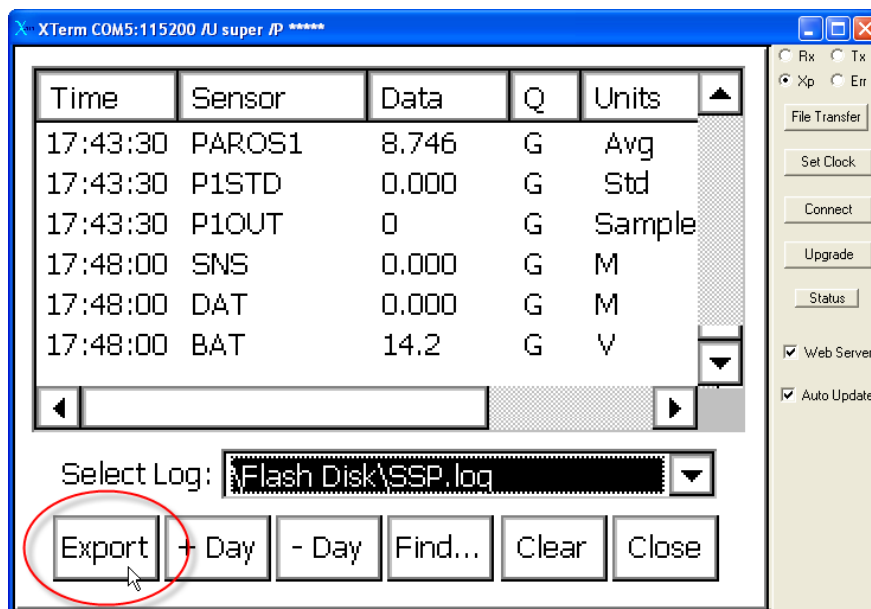 XTerm COM5:115200 /U super /P *****
Rx Tx
Xp Err
File Transfer
Set Clock
Connect
Upgrade
Status
Web Server
Auto Update
Time Sensor Data Q Units
17:43:30 PAROS1 8.746 G Avg
17:43:30 P1STD 0.000 G Std
17:43:30 P1OUT 0 G Sample
17:48:00 SNS 0.000 G M
17:48:00 DAT 0.000 G M
17:48:00 BAT 14.2 G V
Select Log: \Flash Disk\SSP.log
Export + Day - Day Find... Clear Close